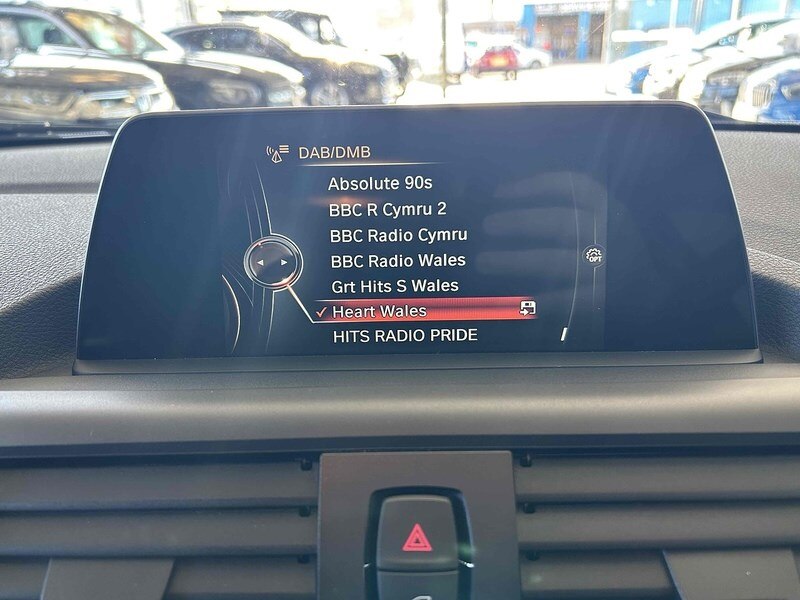 DAB/DMB
Absolute 90s
BBC R Cymru 2
BBC Radio Cymru
BBC Radio Wales
OPT
Grt Hits S Wales
Heart Wales
HITS RADIO PRIDE